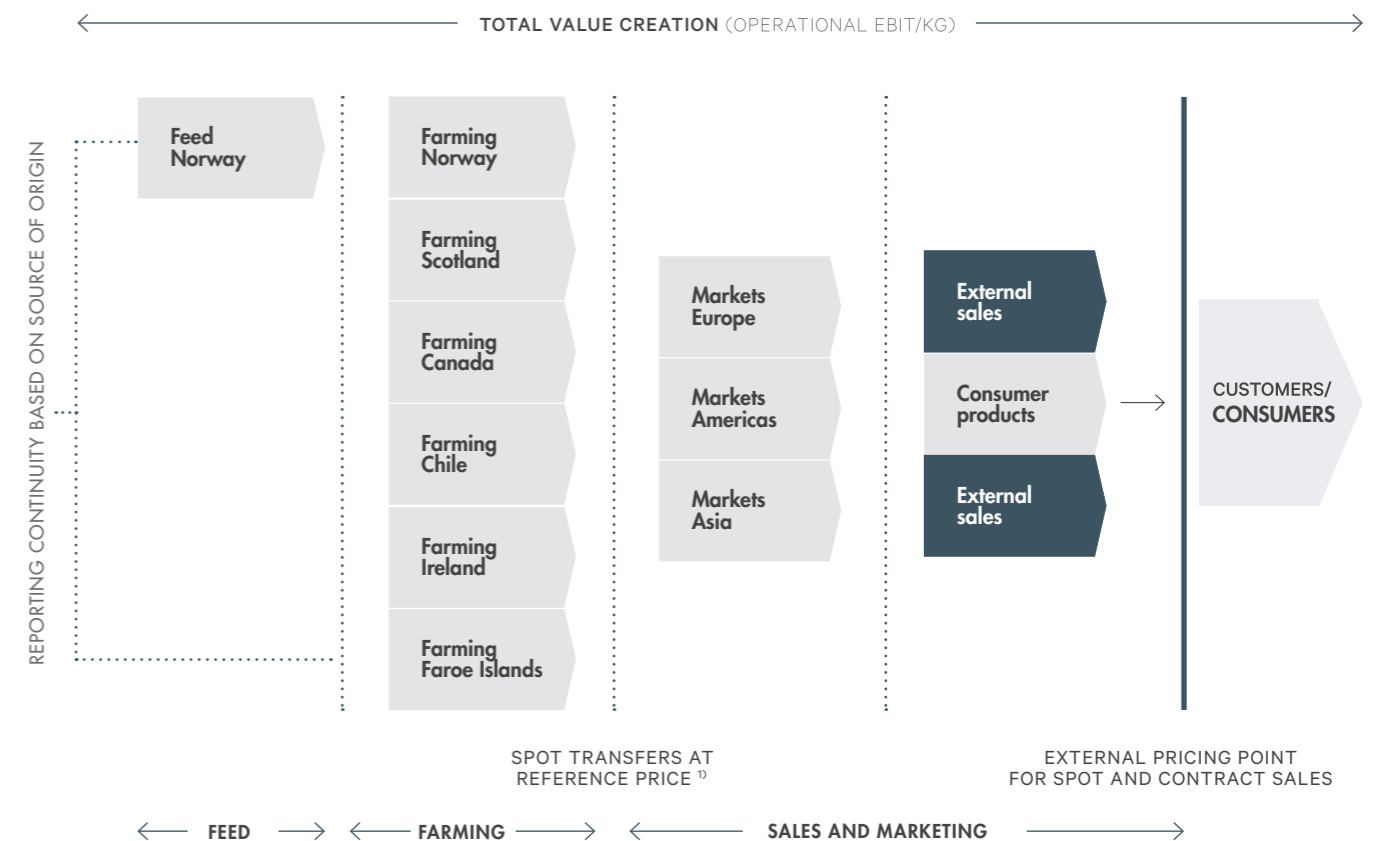 TOTAL VALUE CREATION (OPERATIONAL EBIT/KG)
REPORTING CONTINUITY BASED ON SOURCE OF ORIGIN
Feed
Norway
Farming
Norway
Farming
Scotland
Farming
Canada
Farming
Chile
Farming
Ireland
Farming
Faroe Islands
Markets
Europe
Markets
Americas
Markets
Asia
External
sales
Consumer
products
External
sales
CUSTOMERS/
CONSUMERS
SPOT TRANSFERS AT
REFERENCE PRICE 1)
EXTERNAL PRICING POINT
FOR SPOT AND CONTRACT SALES
FEED
FARMING
SALES AND MARKETING